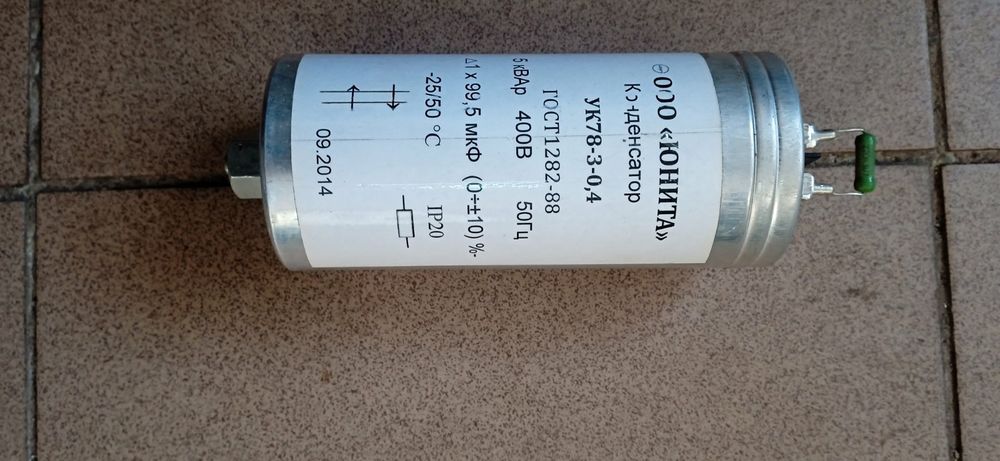 ООО «ЮНИТА»
Конденсатор
УК78-3-0,4
ГОСТ1282-88
5 кВАр 400В 50Гц
Δ1 х 99,5 мкФ (0÷±10) %-
-25/50 °С IP20
09.2014